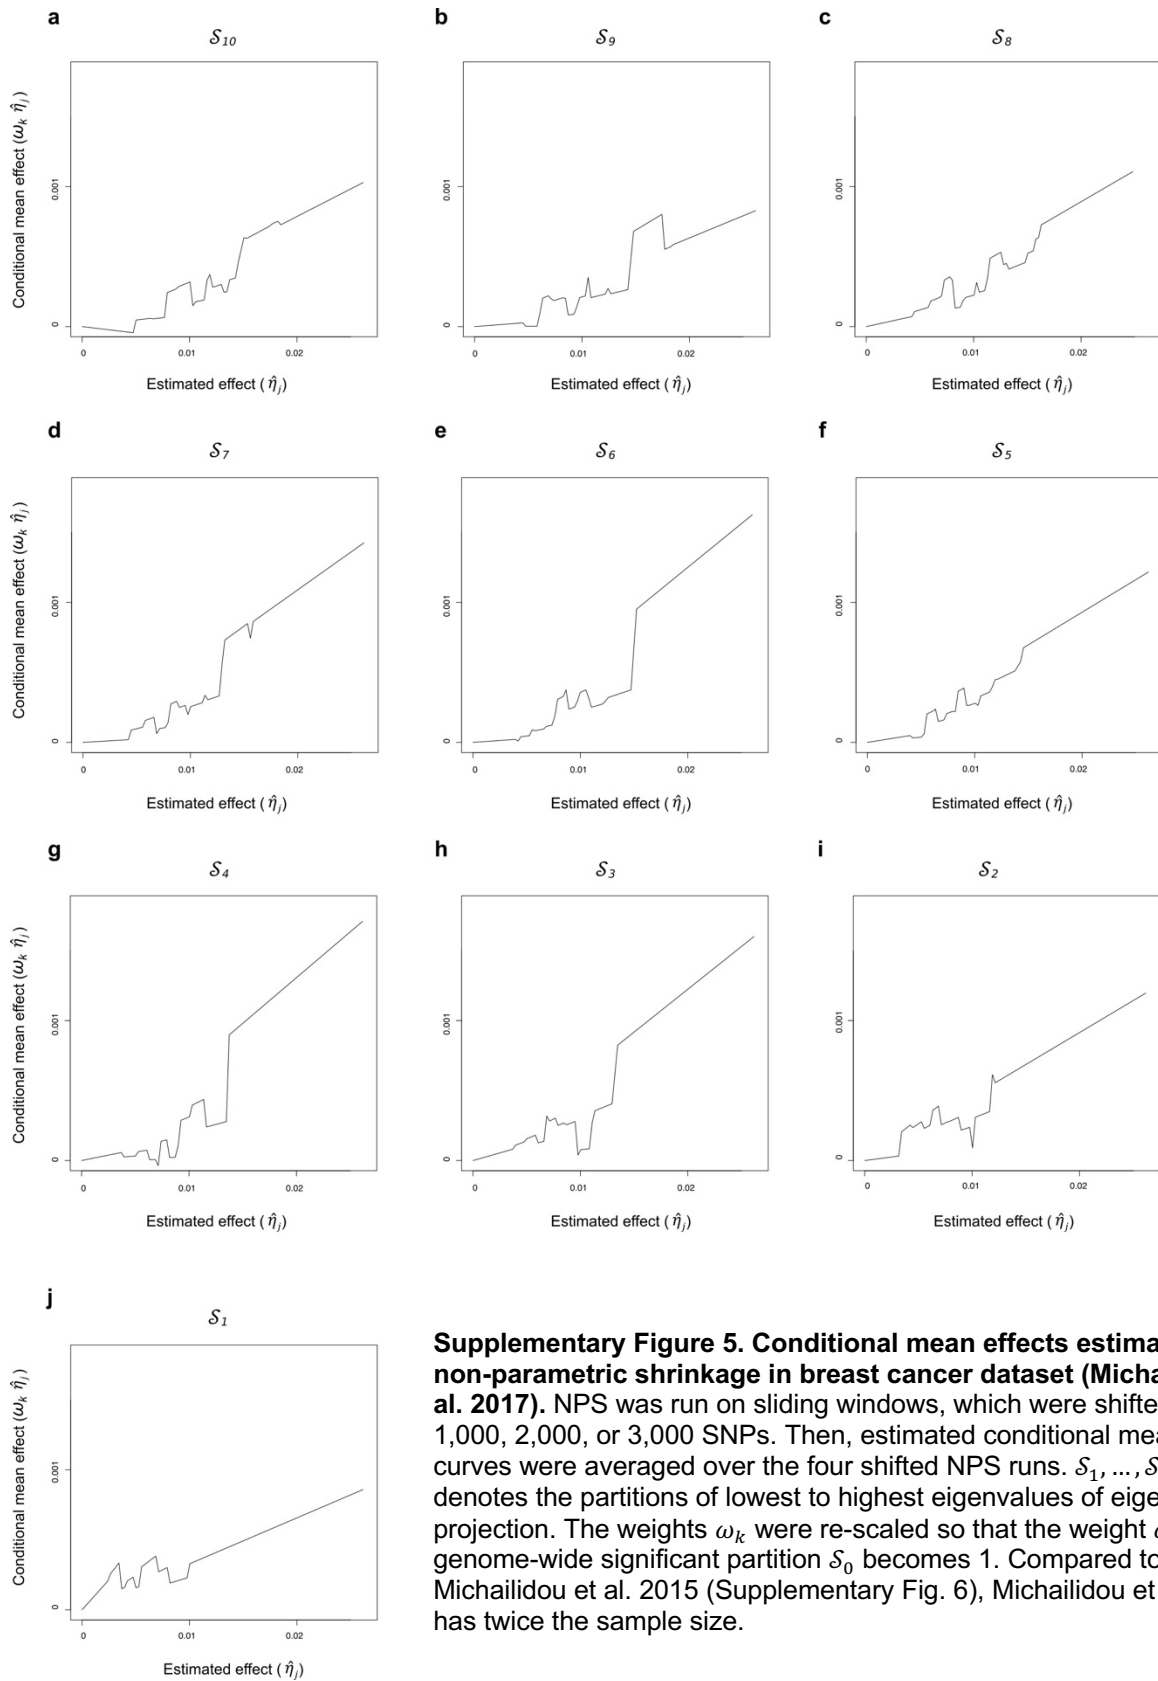 a
b
c
S10
S9
S8
Conditional mean effect (ωk η̂j)
0.001
0
0 0.01 0.02
Estimated effect ( η̂j)
0.001
0
0 0.01 0.02
Estimated effect ( η̂j)
0.001
0
0 0.01 0.02
Estimated effect ( η̂j)
d
e
f
S7
S6
S5
Conditional mean effect (ωk η̂j)
0.001
0
0 0.01 0.02
Estimated effect ( η̂j)
0.001
0
0 0.01 0.02
Estimated effect ( η̂j)
0.001
0
0 0.01 0.02
Estimated effect ( η̂j)
g
h
i
S4
S3
S2
Conditional mean effect (ωk η̂j)
0.001
0
0 0.01 0.02
Estimated effect ( η̂j)
0.001
0
0 0.01 0.02
Estimated effect ( η̂j)
0.001
0
0 0.01 0.02
Estimated effect ( η̂j)
j
S1
Conditional mean effect (ωk η̂j)
0.001
0
0 0.01 0.02
Estimated effect ( η̂j)
Supplementary Figure 5. Conditional mean effects estima
non-parametric shrinkage in breast cancer dataset (Micha
al. 2017). NPS was run on sliding windows, which were shifte
1,000, 2,000, or 3,000 SNPs. Then, estimated conditional mea
curves were averaged over the four shifted NPS runs. S1, ..., S
denotes the partitions of lowest to highest eigenvalues of eige
projection. The weights ωk were re-scaled so that the weight
genome-wide significant partition S0 becomes 1. Compared to
Michailidou et al. 2015 (Supplementary Fig. 6), Michailidou et
has twice the sample size.